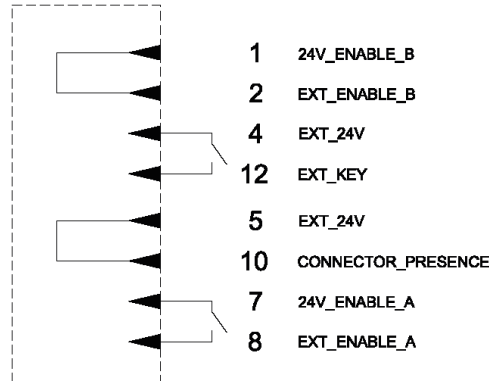 1 24V_ENABLE_B
2 EXT_ENABLE_B
4 EXT_24V
12 EXT_KEY
5 EXT_24V
10 CONNECTOR_PRESENCE
7 24V_ENABLE_A
8 EXT_ENABLE_A